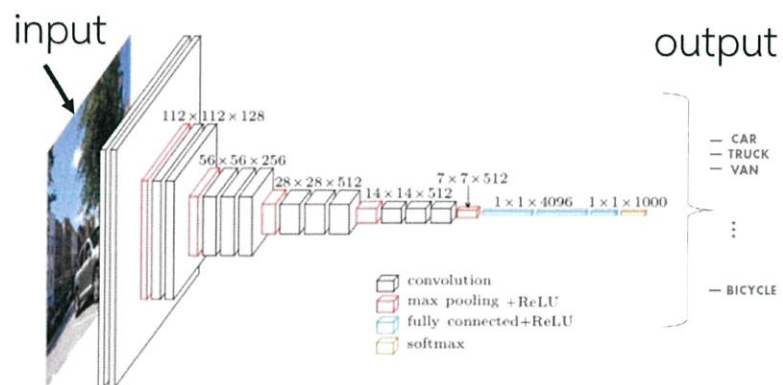 input
output
112×112×128
56×56×256
28×28×512
14×14×512
7×7×512
1×1×4096
1×1×1000
CAR
TRUCK
VAN
⋮
BICYCLE
convolution
max pooling +ReLU
fully connected+ReLU
softmax